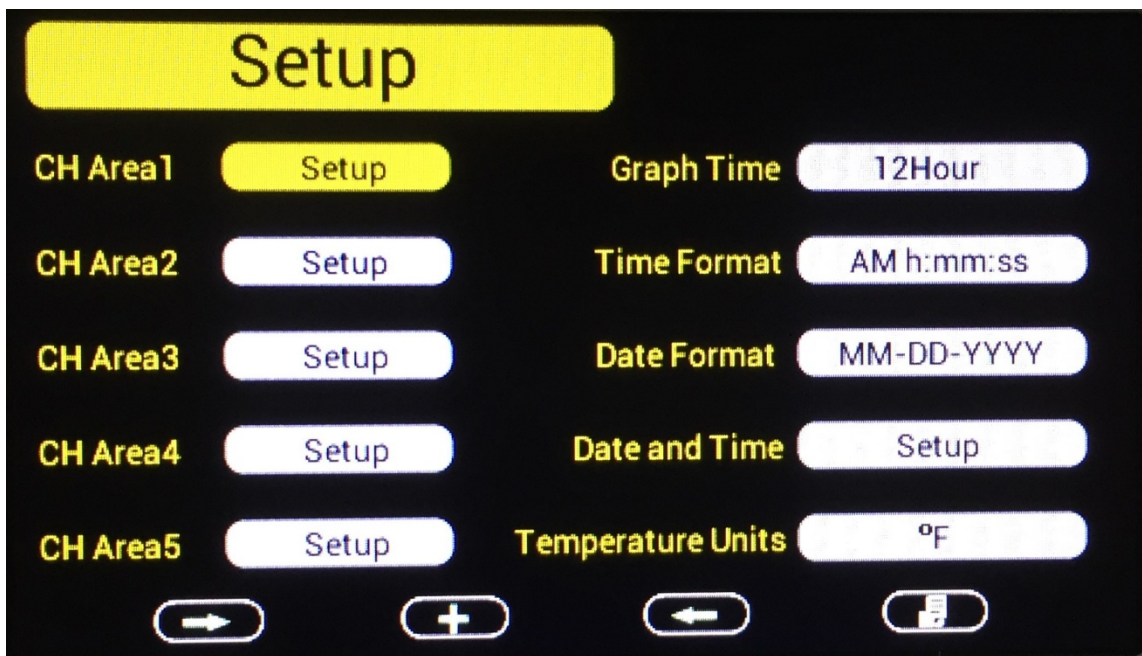 Setup
CH Area1 Setup Graph Time 12Hour
CH Area2 Setup Time Format AM h:mm:ss
CH Area3 Setup Date Format MM-DD-YYYY
CH Area4 Setup Date and Time Setup
CH Area5 Setup Temperature Units ºF